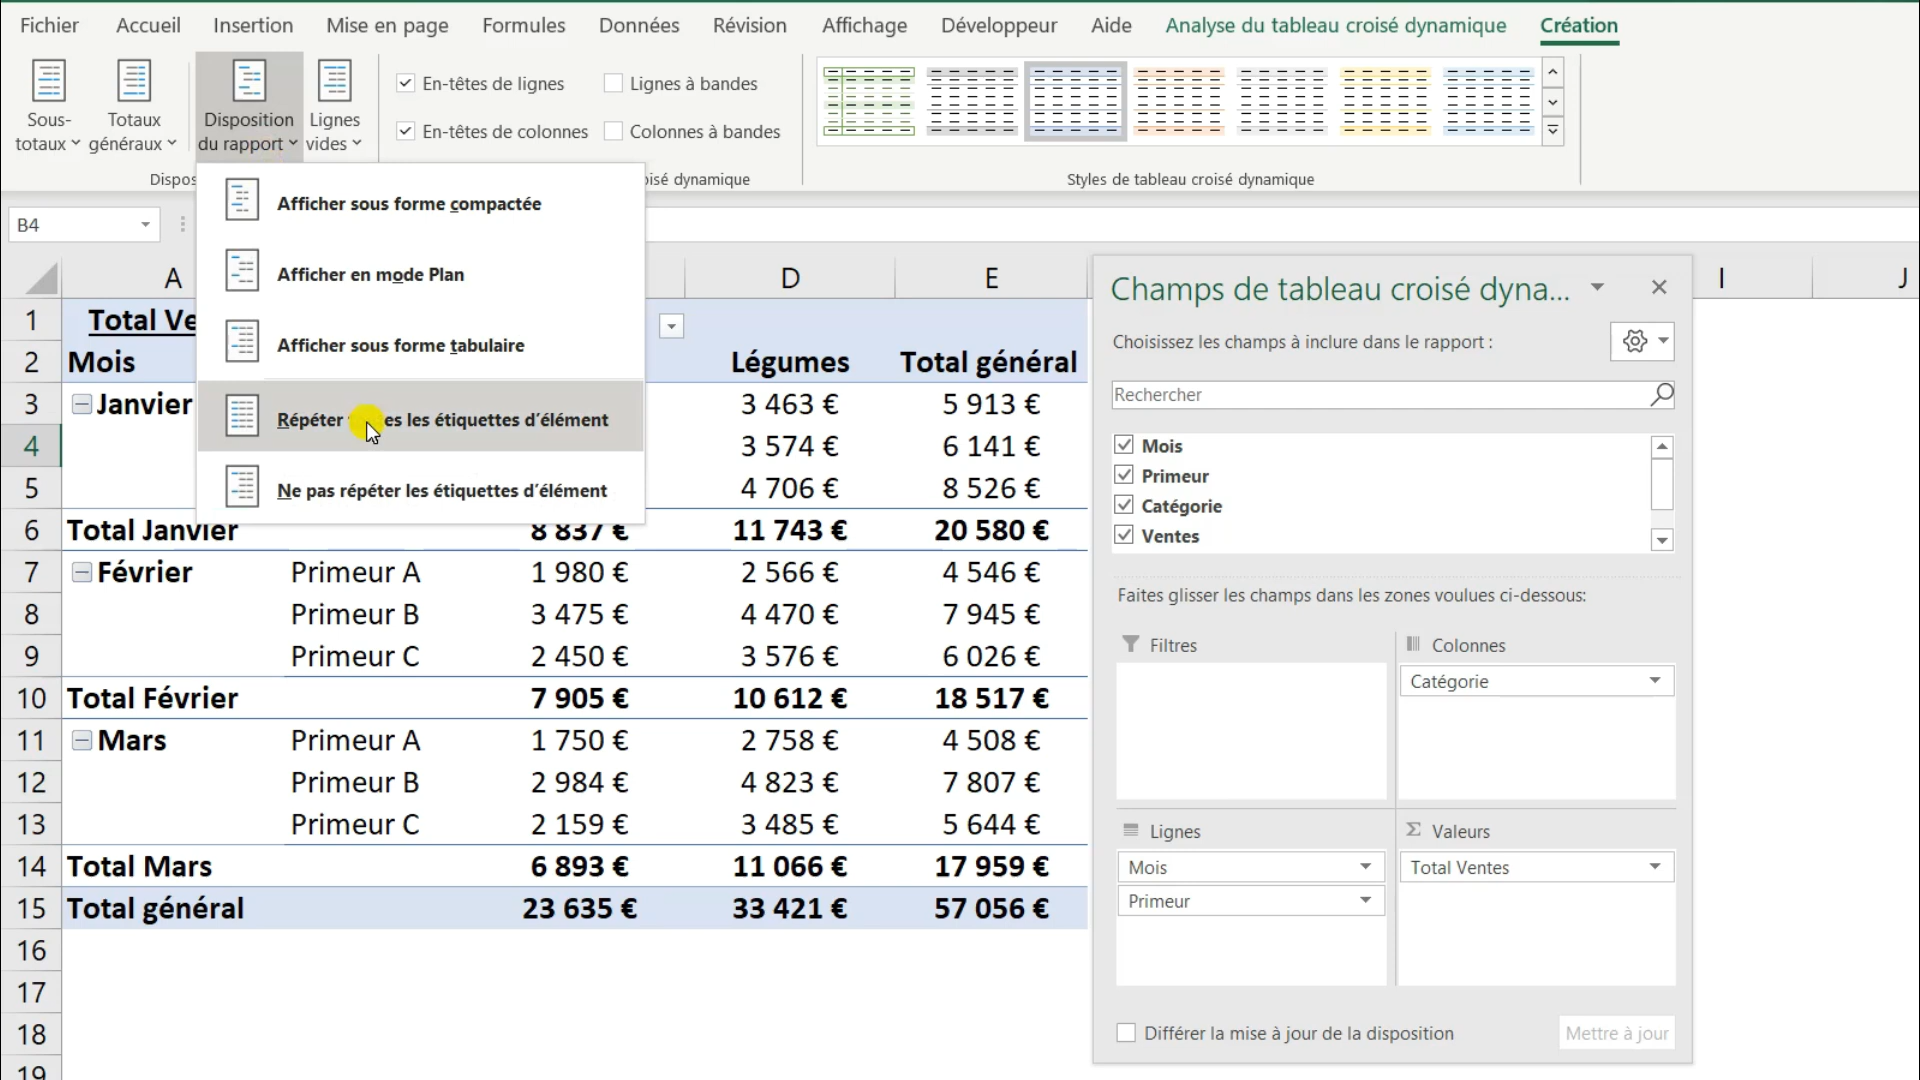 Fichier Accueil Insertion Mise en page Formules Données Révision Affichage Développeur Aide Analyse du tableau croisé dynamique Création
Sous-totaux Totaux généraux Disposition du rapport Lignes vides
En-têtes de lignes Lignes à bandes
En-têtes de colonnes Colonnes à bandes
Styles de tableau croisé dynamique
Afficher sous forme compactée
Afficher en mode Plan
Afficher sous forme tabulaire
Répéter les étiquettes d'élément
Ne pas répéter les étiquettes d'élément
B4
A D E I J
1 Total
2 Mois Légumes Total général
3 Janvier 3 463 € 5 913 €
4 3 574 € 6 141 €
5 4 706 € 8 526 €
6 Total Janvier 8 837 € 11 743 € 20 580 €
7 Février Primeur A 1 980 € 2 566 € 4 546 €
8 Primeur B 3 475 € 4 470 € 7 945 €
9 Primeur C 2 450 € 3 576 € 6 026 €
10 Total Février 7 905 € 10 612 € 18 517 €
11 Mars Primeur A 1 750 € 2 758 € 4 508 €
12 Primeur B 2 984 € 4 823 € 7 807 €
13 Primeur C 2 159 € 3 485 € 5 644 €
14 Total Mars 6 893 € 11 066 € 17 959 €
15 Total général 23 635 € 33 421 € 57 056 €
16
17
18
19
Champs de tableau croisé dyna...
Choisissez les champs à inclure dans le rapport :
Rechercher
Mois
Primeur
Catégorie
Ventes
Faites glisser les champs dans les zones voulues ci-dessous:
Filtres Colonnes
Catégorie
Lignes Σ Valeurs
Mois Total Ventes
Primeur
Différer la mise à jour de la disposition Mettre à jour